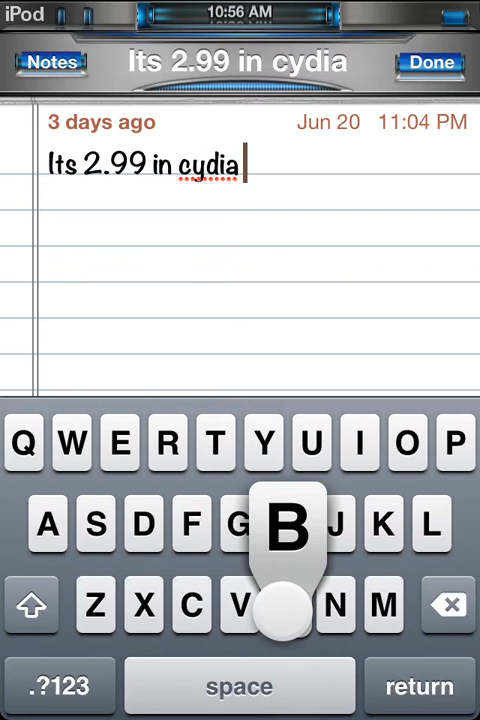 iPod 10:56 AM
Notes Its 2.99 in cydia Done
3 days ago Jun 20 11:04 PM
Its 2.99 in cydia
Q W E R T Y U I O P
A S D F G B J K L
Z X C V N M
.?123 space return